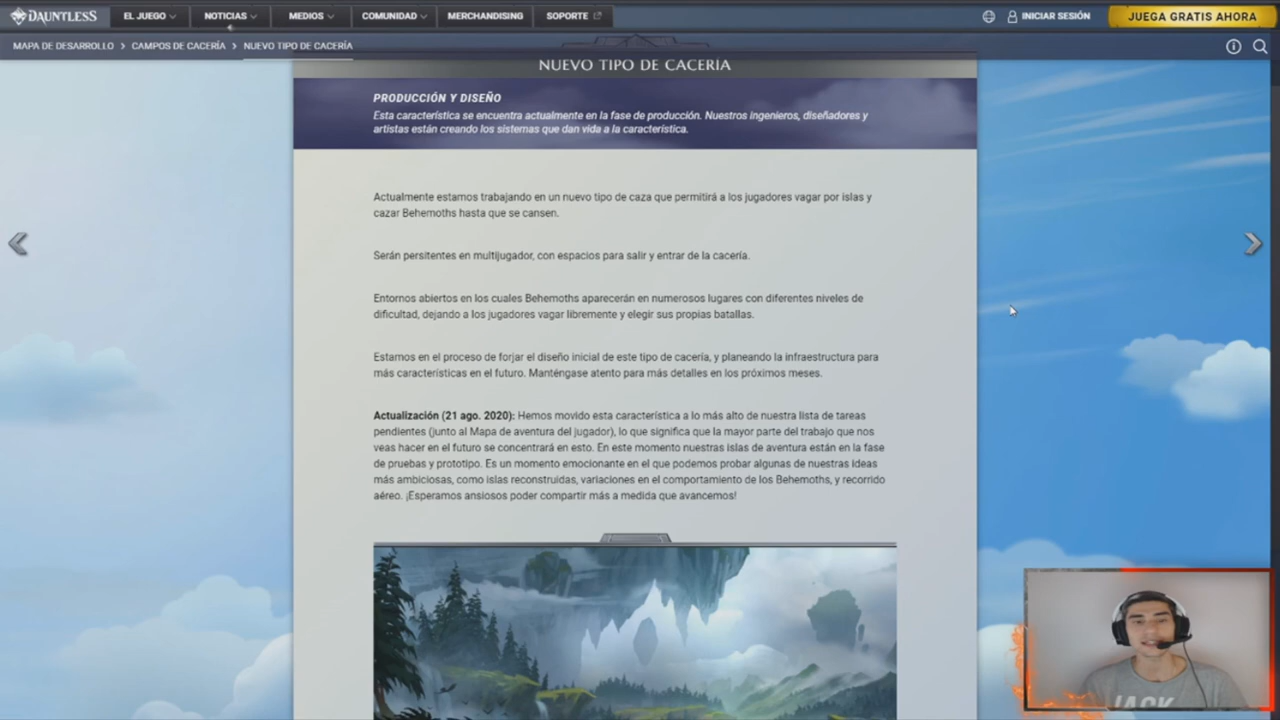 DAUNTLESS
EL JUEGO
NOTICIAS
MEDIOS
COMUNIDAD
MERCHANDISING
SOPORTE
INICIAR SESIÓN
JUEGA GRATIS AHORA
MAPA DE DESARROLLO > CAMPOS DE CACERÍA > NUEVO TIPO DE CACERÍA
NUEVO TIPO DE CACERÍA
PRODUCCIÓN Y DISEÑO
Esta característica se encuentra actualmente en la fase de producción. Nuestros ingenieros, diseñadores y
artistas están creando los sistemas que dan vida a la característica.
Actualmente estamos trabajando en un nuevo tipo de caza que permitirá a los jugadores vagar por islas y
cazar Behemoths hasta que se cansen.
Serán persitentes en multijugador, con espacios para salir y entrar de la cacería.
Entornos abiertos en los cuales Behemoths aparecerán en numerosos lugares con diferentes niveles de
dificultad, dejando a los jugadores vagar libremente y elegir sus propias batallas.
Estamos en el proceso de forjar el diseño inicial de este tipo de cacería, y planeando la infraestructura para
más características en el futuro. Manténgase atento para más detalles en los próximos meses.
Actualización (21 ago. 2020): Hemos movido esta característica a lo más alto de nuestra lista de tareas
pendientes (junto al Mapa de aventura del jugador), lo que significa que la mayor parte del trabajo que nos
veas hacer en el futuro se concentrará en esto. En este momento nuestras islas de aventura están en la fase
de pruebas y prototipo. Es un momento emocionante en el que podemos probar algunas de nuestras ideas
más ambiciosas, como islas reconstruidas, variaciones en el comportamiento de los Behemoths, y recorrido
aéreo. ¡Esperamos ansiosos poder compartir más a medida que avancemos!
JACK